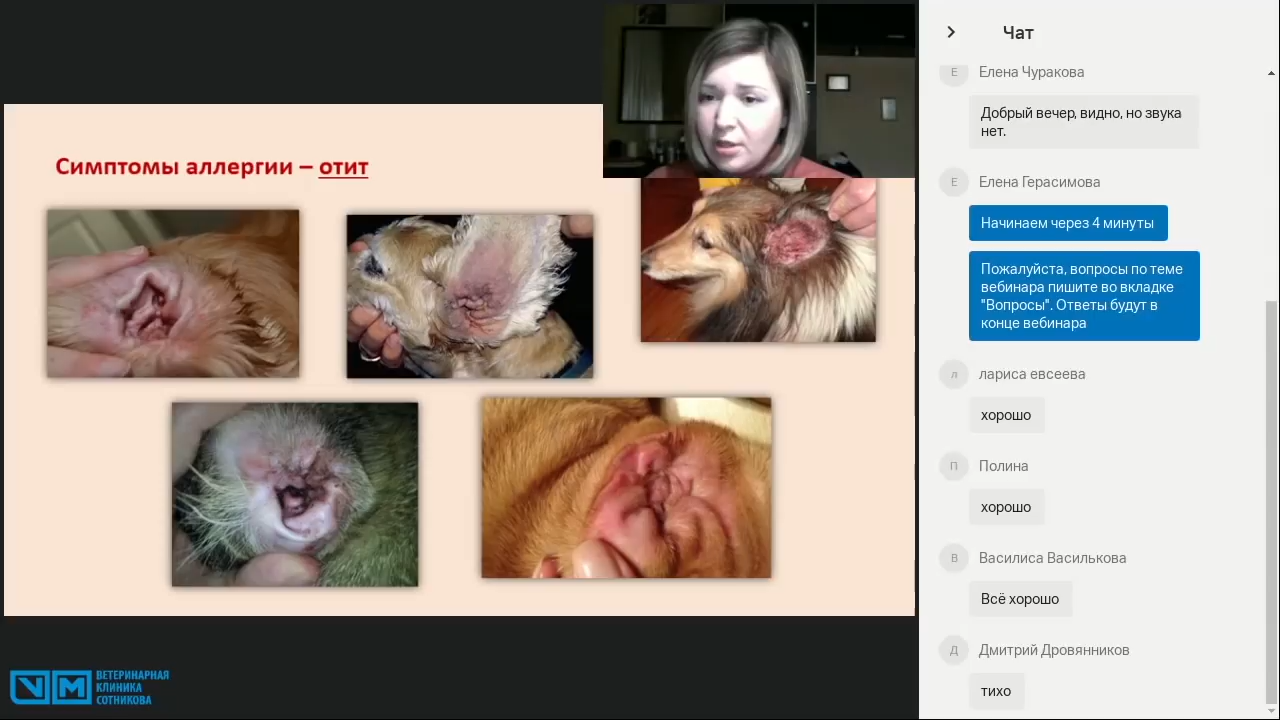 Симптомы аллергии – отит
VM
ВЕТЕРИНАРНАЯ
КЛИНИКА
СОТНИКОВА
Чат
Е
Елена Чуракова
Добрый вечер, видно, но звука
нет.
Е
Елена Герасимова
Начинаем через 4 минуты
Пожалуйста, вопросы по теме
вебинара пишите во вкладке
"Вопросы". Ответы будут в
конце вебинара
л
лариса евсеева
хорошо
П
Полина
хорошо
В
Василиса Василькова
Всё хорошо
Д
Дмитрий Дровянников
тихо